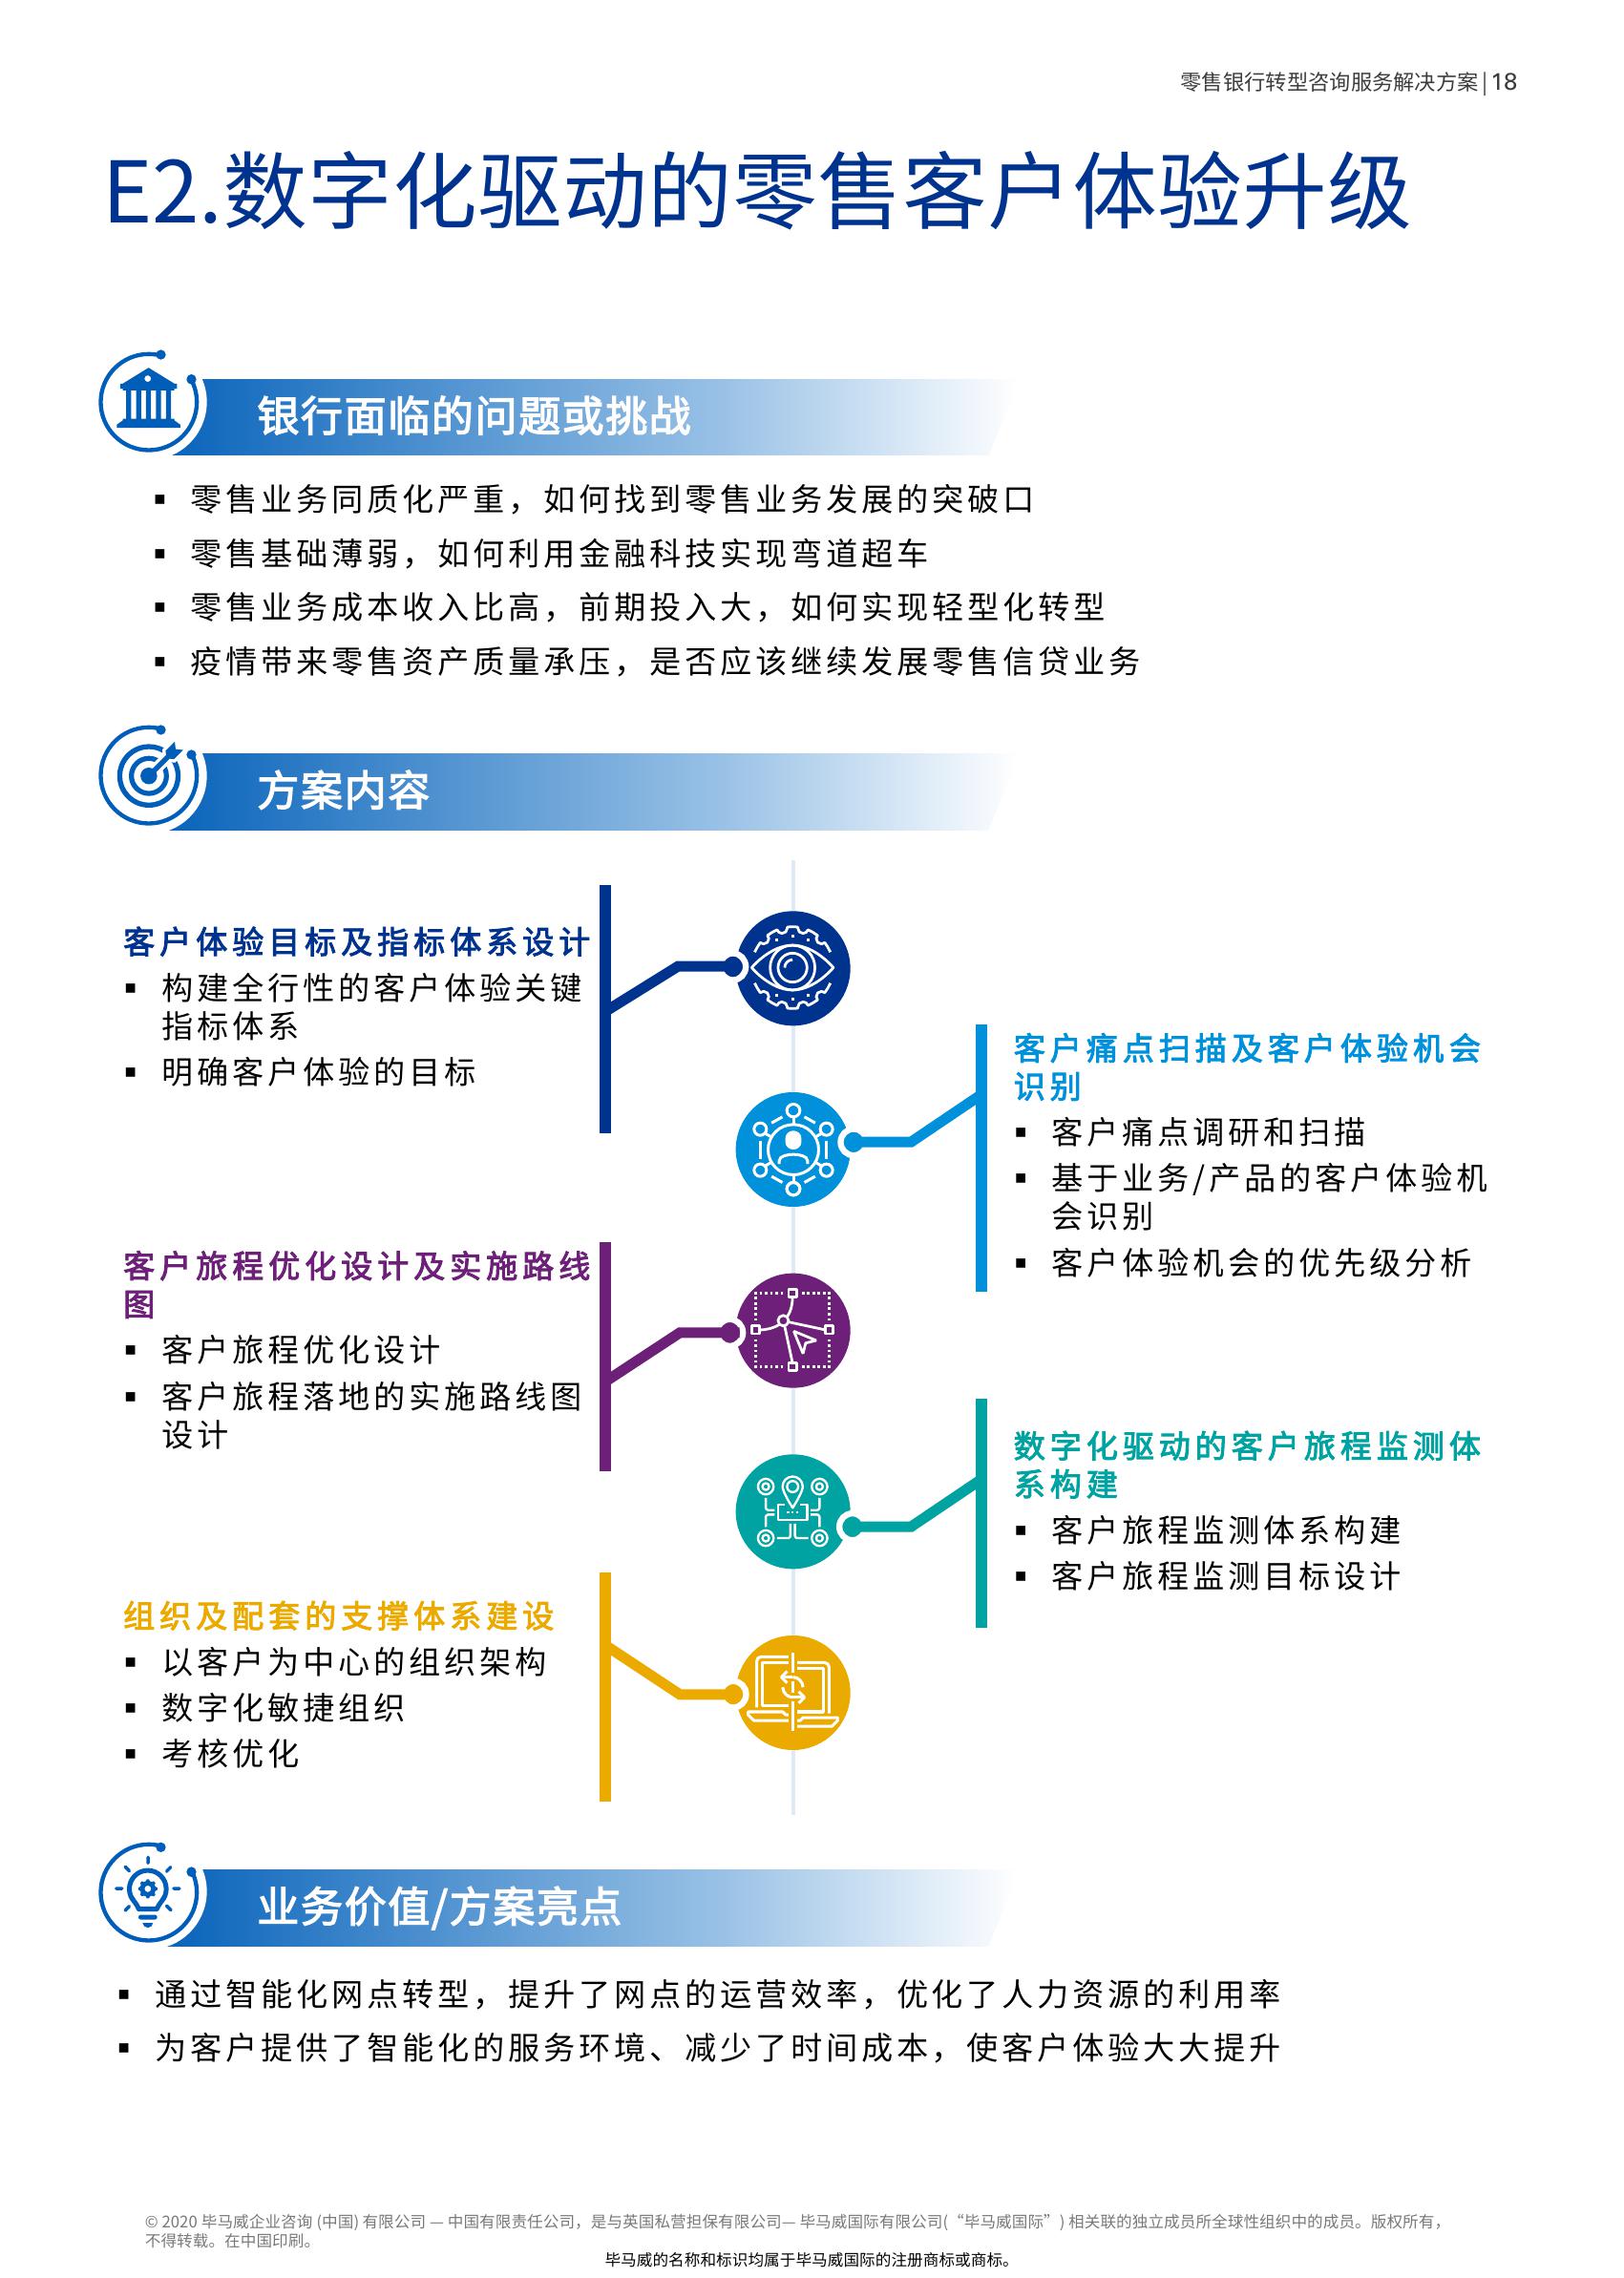 零售银行转型咨询服务解决方案|18
E2.数字化驱动的零售客户体验升级
银行面临的问题或挑战
▪ 零售业务同质化严重，如何找到零售业务发展的突破口
▪ 零售基础薄弱，如何利用金融科技实现弯道超车
▪ 零售业务成本收入比高，前期投入大，如何实现轻型化转型
▪ 疫情带来零售资产质量承压，是否应该继续发展零售信贷业务
方案内容
客户体验目标及指标体系设计
▪ 构建全行性的客户体验关键
指标体系
▪ 明确客户体验的目标
客户痛点扫描及客户体验机会
识别
▪ 客户痛点调研和扫描
▪ 基于业务/产品的客户体验机
会识别
▪ 客户体验机会的优先级分析
客户旅程优化设计及实施路线
图
▪ 客户旅程优化设计
▪ 客户旅程落地的实施路线图
设计
数字化驱动的客户旅程监测体
系构建
▪ 客户旅程监测体系构建
▪ 客户旅程监测目标设计
组织及配套的支撑体系建设
▪ 以客户为中心的组织架构
▪ 数字化敏捷组织
▪ 考核优化
业务价值/方案亮点
▪ 通过智能化网点转型，提升了网点的运营效率，优化了人力资源的利用率
▪ 为客户提供了智能化的服务环境、减少了时间成本，使客户体验大大提升
© 2020 毕马威企业咨询 (中国) 有限公司 — 中国有限责任公司，是与英国私营担保有限公司— 毕马威国际有限公司(“毕马威国际”) 相关联的独立成员所全球性组织中的成员。版权所有，
不得转载。在中国印刷。
毕马威的名称和标识均属于毕马威国际的注册商标或商标。